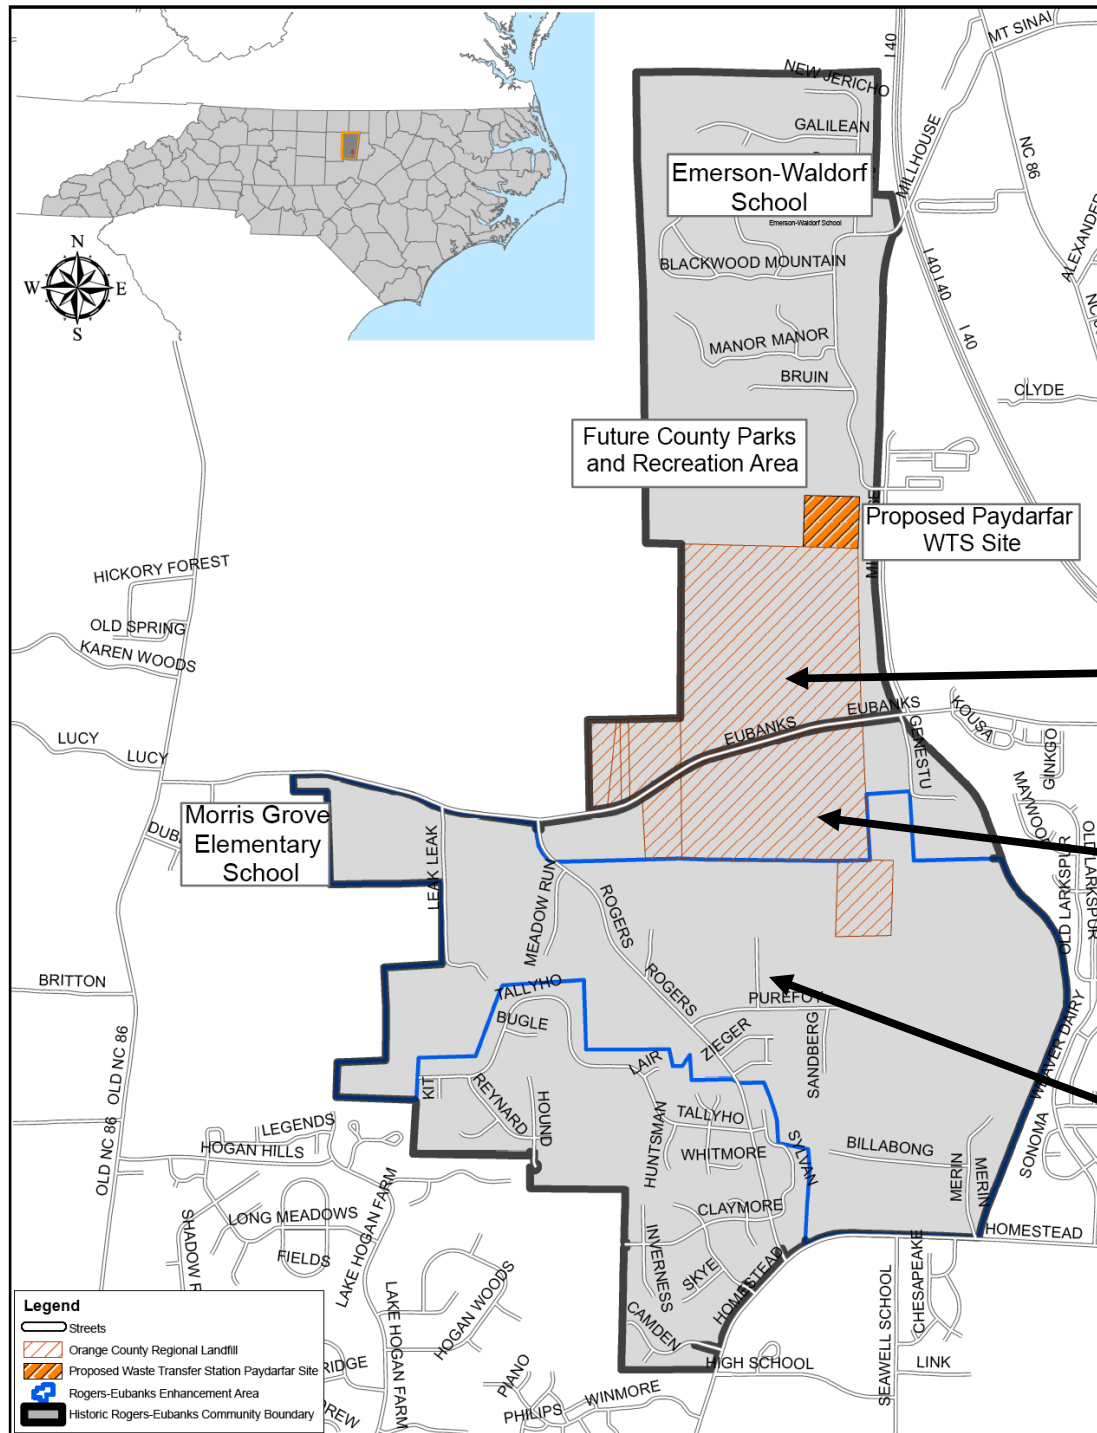 MT SINAI
I 40
NEW JERICHO
GALILEAN
MILLHOUSE
NC 86
Emerson-Waldorf
School
Emerson-Waldorf School
ALEXANDER
N
W
E
S
BLACKWOOD MOUNTAIN
I 40 I 40
I 40
MANOR MANOR
BRUIN
CLYDE
Future County Parks
and Recreation Area
Proposed Paydarfar
WTS Site
HICKORY FOREST
OLD SPRING
KAREN WOODS
EUBANKS
EUBANKS
KOUSA
GENESTU
GINKGO
LUCY
LUCY
MAYWOOD
Morris Grove
Elementary
School
LEAK LEAK
OLD LARKSPUR
OLD LARKSPUR
MEADOW RUN
ROGERS
ROGERS
BRITTON
TALLYHO
BUGLE
PUREFOY
ZIEGER
SANDBERG
WEAVER DAIRY
OLD NC 86
LAIR
KIT
REYNARD
HOUND
HUNTSMAN
TALLYHO
WHITMORE
SYLVAN
BILLABONG
MERIN
MERIN
SONOMA
LEGENDS
HOGAN HILLS
OLD NC 86
LONG MEADOWS
FIELDS
LAKE HOGAN FARM
CLAYMORE
INVERNESS
SKYE
HOMESTEAD
HOMESTEAD
CHESAPEAKE
SEAWELL SCHOOL
HOGAN WOODS
LAKE HOGAN FARM
CAMDEN
HIGH SCHOOL
LINK
PIANO
WINMORE
PHILIPS
Legend
Streets
Orange County Regional Landfill
Proposed Waste Transfer Station Paydarfar Site
Rogers-Eubanks Enhancement Area
Historic Rogers-Eubanks Community Boundary